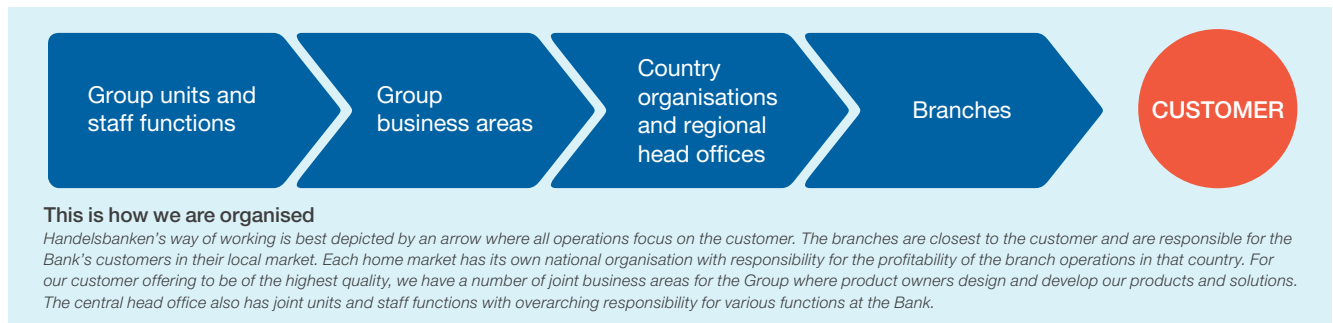 Group units and
staff functions
Group
business areas
Country
organisations
and regional
head offices
Branches
CUSTOMER
This is how we are organised
Handelsbanken's way of working is best depicted by an arrow where all operations focus on the customer. The branches are closest to the customer and are responsible for the
Bank's customers in their local market. Each home market has its own national organisation with responsibility for the profitability of the branch operations in that country. For
our customer offering to be of the highest quality, we have a number of joint business areas for the Group where product owners design and develop our products and solutions.
The central head office also has joint units and staff functions with overarching responsibility for various functions at the Bank.